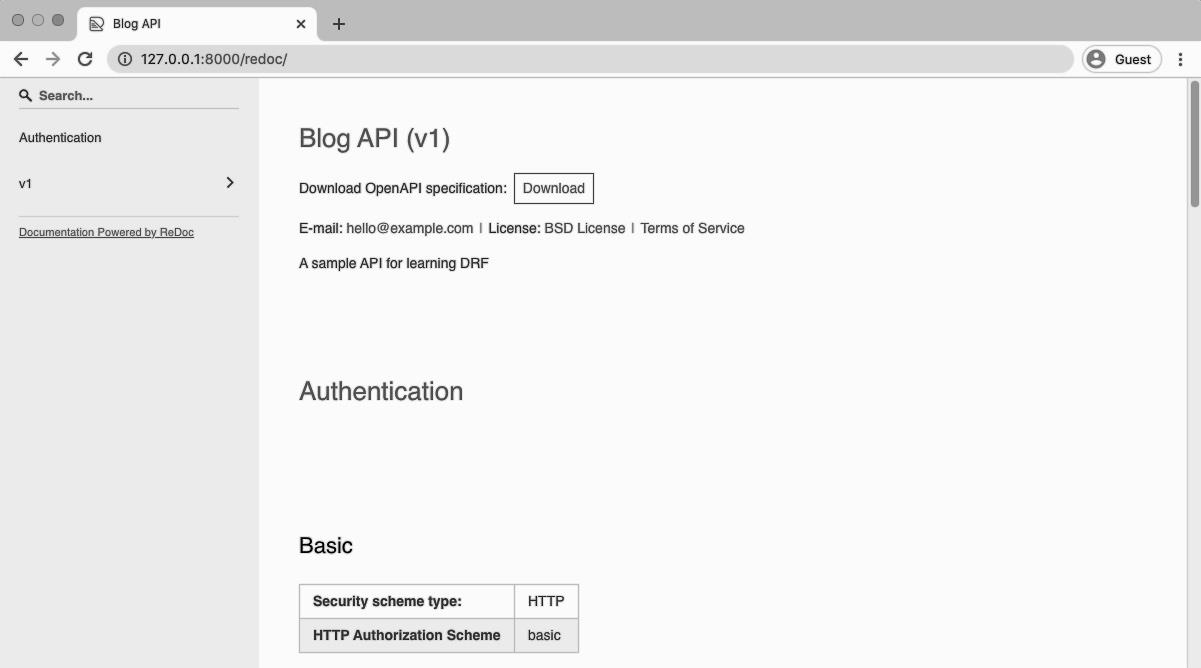 Blog API
127.0.0.1:8000/redoc/
Guest
Search...
Authentication
v1
Documentation Powered by ReDoc
Blog API (v1)
Download OpenAPI specification: Download
E-mail: hello@example.com | License: BSD License | Terms of Service
A sample API for learning DRF
Authentication
Basic
Security scheme type: HTTP
HTTP Authorization Scheme basic